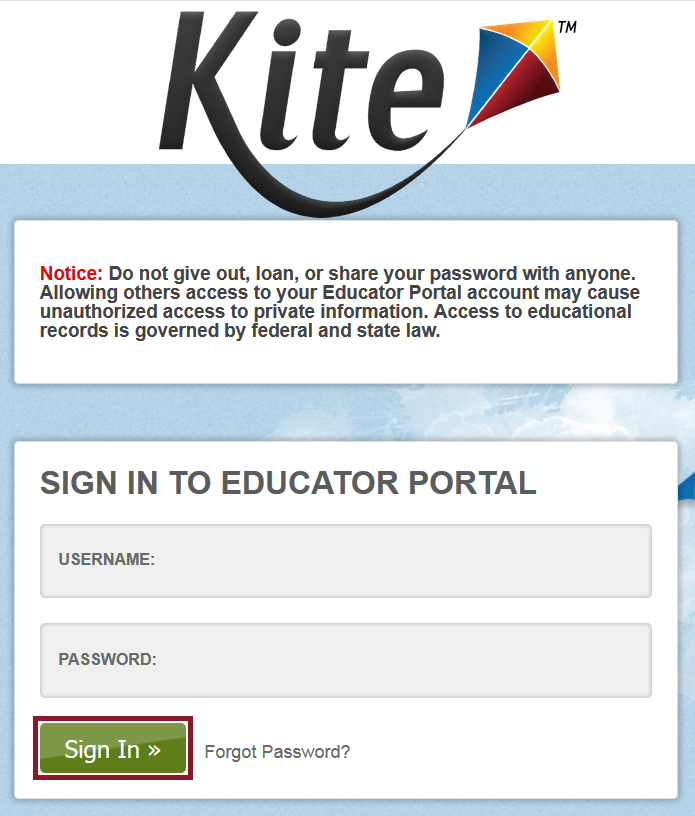 Kite™
Notice: Do not give out, loan, or share your password with anyone.
Allowing others access to your Educator Portal account may cause
unauthorized access to private information. Access to educational
records is governed by federal and state law.
SIGN IN TO EDUCATOR PORTAL
USERNAME:
PASSWORD:
Sign In » Forgot Password?